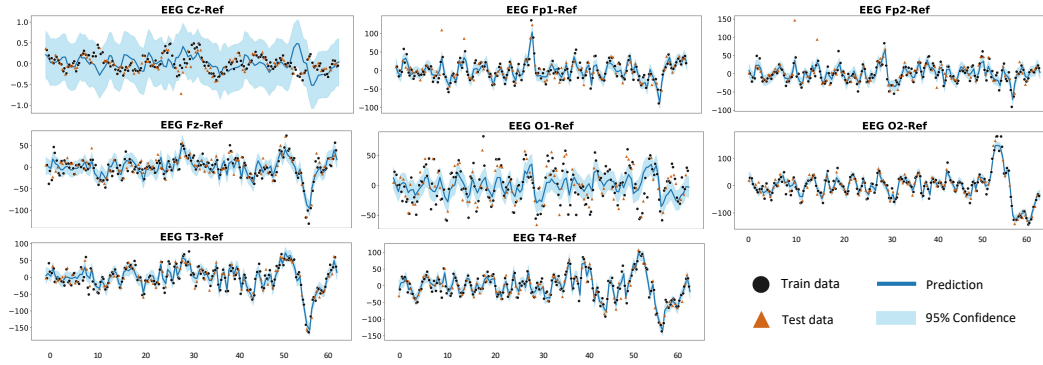 EEG Cz-Ref
1.0
0.5
0.0
−0.5
−1.0
EEG Fp1-Ref
100
50
0
−50
−100
EEG Fp2-Ref
150
100
50
0
−50
−100
EEG Fz-Ref
50
0
−50
−100
EEG O1-Ref
50
0
−50
EEG O2-Ref
100
0
−100
0 10 20 30 40 50 60
EEG T3-Ref
100
50
0
−50
−100
−150
0 10 20 30 40 50 60
EEG T4-Ref
100
50
0
−50
−100
−150
0 10 20 30 40 50 60
Train data
Prediction
Test data
95% Confidence